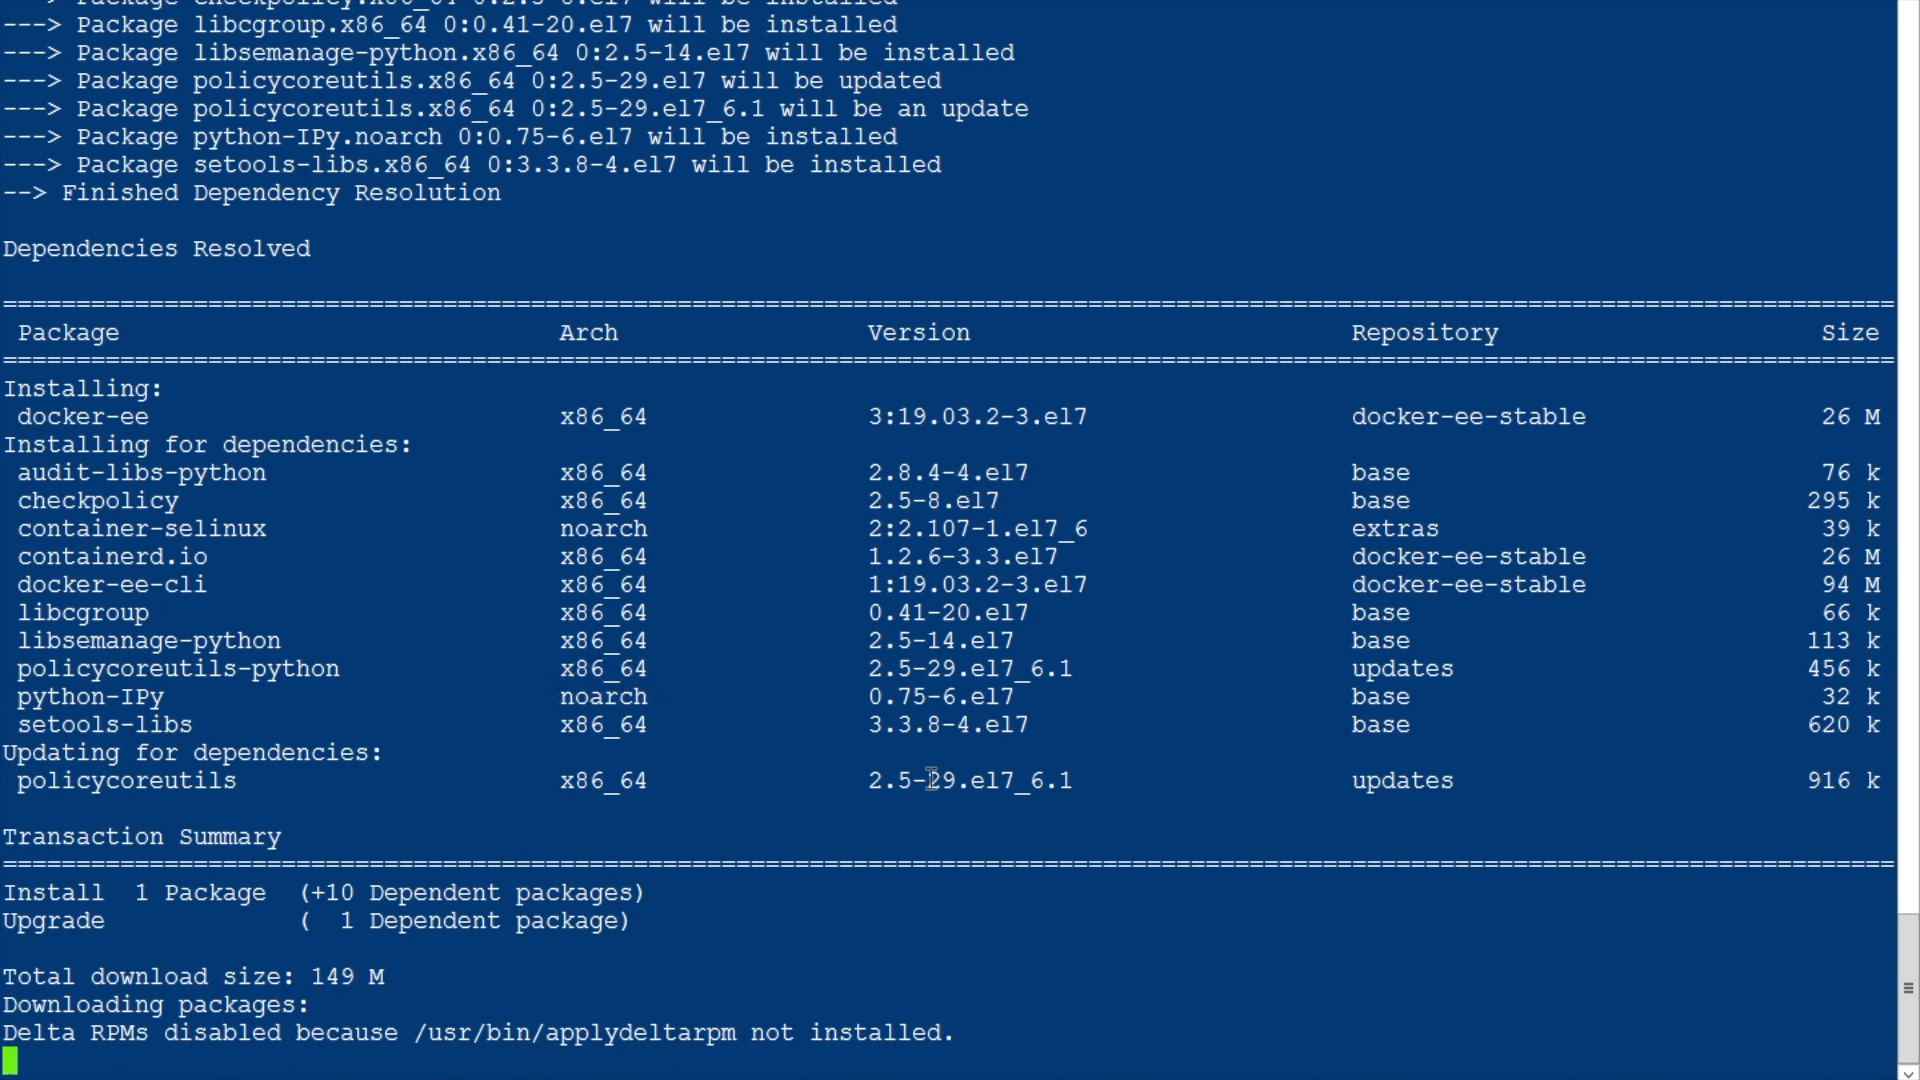 ---> Package checkpolicy.x86_64 0:2.5-8.el7 will be installed
---> Package libcgroup.x86_64 0:0.41-20.el7 will be installed
---> Package libsemanage-python.x86_64 0:2.5-14.el7 will be installed
---> Package policycoreutils.x86_64 0:2.5-29.el7 will be updated
---> Package policycoreutils.x86_64 0:2.5-29.el7_6.1 will be an update
---> Package python-IPy.noarch 0:0.75-6.el7 will be installed
---> Package setools-libs.x86_64 0:3.3.8-4.el7 will be installed
--> Finished Dependency Resolution
Dependencies Resolved
Package Arch Version Repository Size
Installing:
docker-ee x86_64 3:19.03.2-3.el7 docker-ee-stable 26 M
Installing for dependencies:
audit-libs-python x86_64 2.8.4-4.el7 base 76 k
checkpolicy x86_64 2.5-8.el7 base 295 k
container-selinux noarch 2:2.107-1.el7_6 extras 39 k
containerd.io x86_64 1.2.6-3.3.el7 docker-ee-stable 26 M
docker-ee-cli x86_64 1:19.03.2-3.el7 docker-ee-stable 94 M
libcgroup x86_64 0.41-20.el7 base 66 k
libsemanage-python x86_64 2.5-14.el7 base 113 k
policycoreutils-python x86_64 2.5-29.el7_6.1 updates 456 k
python-IPy noarch 0.75-6.el7 base 32 k
setools-libs x86_64 3.3.8-4.el7 base 620 k
Updating for dependencies:
policycoreutils x86_64 2.5-29.el7_6.1 updates 916 k
Transaction Summary
Install 1 Package (+10 Dependent packages)
Upgrade ( 1 Dependent package)
Total download size: 149 M
Downloading packages:
Delta RPMs disabled because /usr/bin/applydeltarpm not installed.